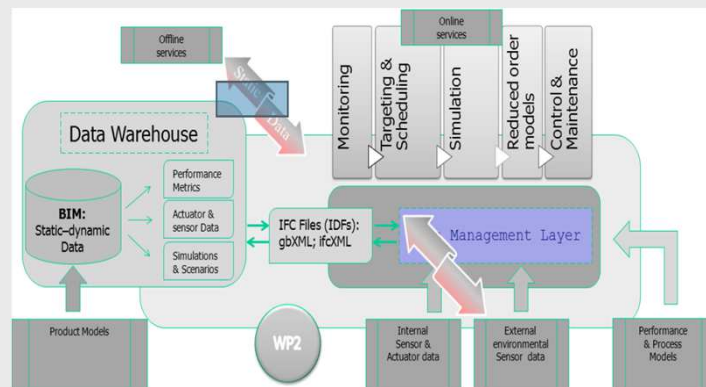 Offline
services
Online
services
Static
Data
Monitoring
Targeting &
Scheduling
Simulation
Reduced order
models
Control &
Maintenance
Data Warehouse
BIM:
Static–dynamic
Data
Performance
Metrics
Actuator &
sensor Data
Simulations
& Scenarios
IFC Files (IDFs):
gbXML; ifcXML
Management Layer
Product Models
WP2
Internal
Sensor &
Actuator data
External
environmental
Sensor data
Performance
& Process
Models